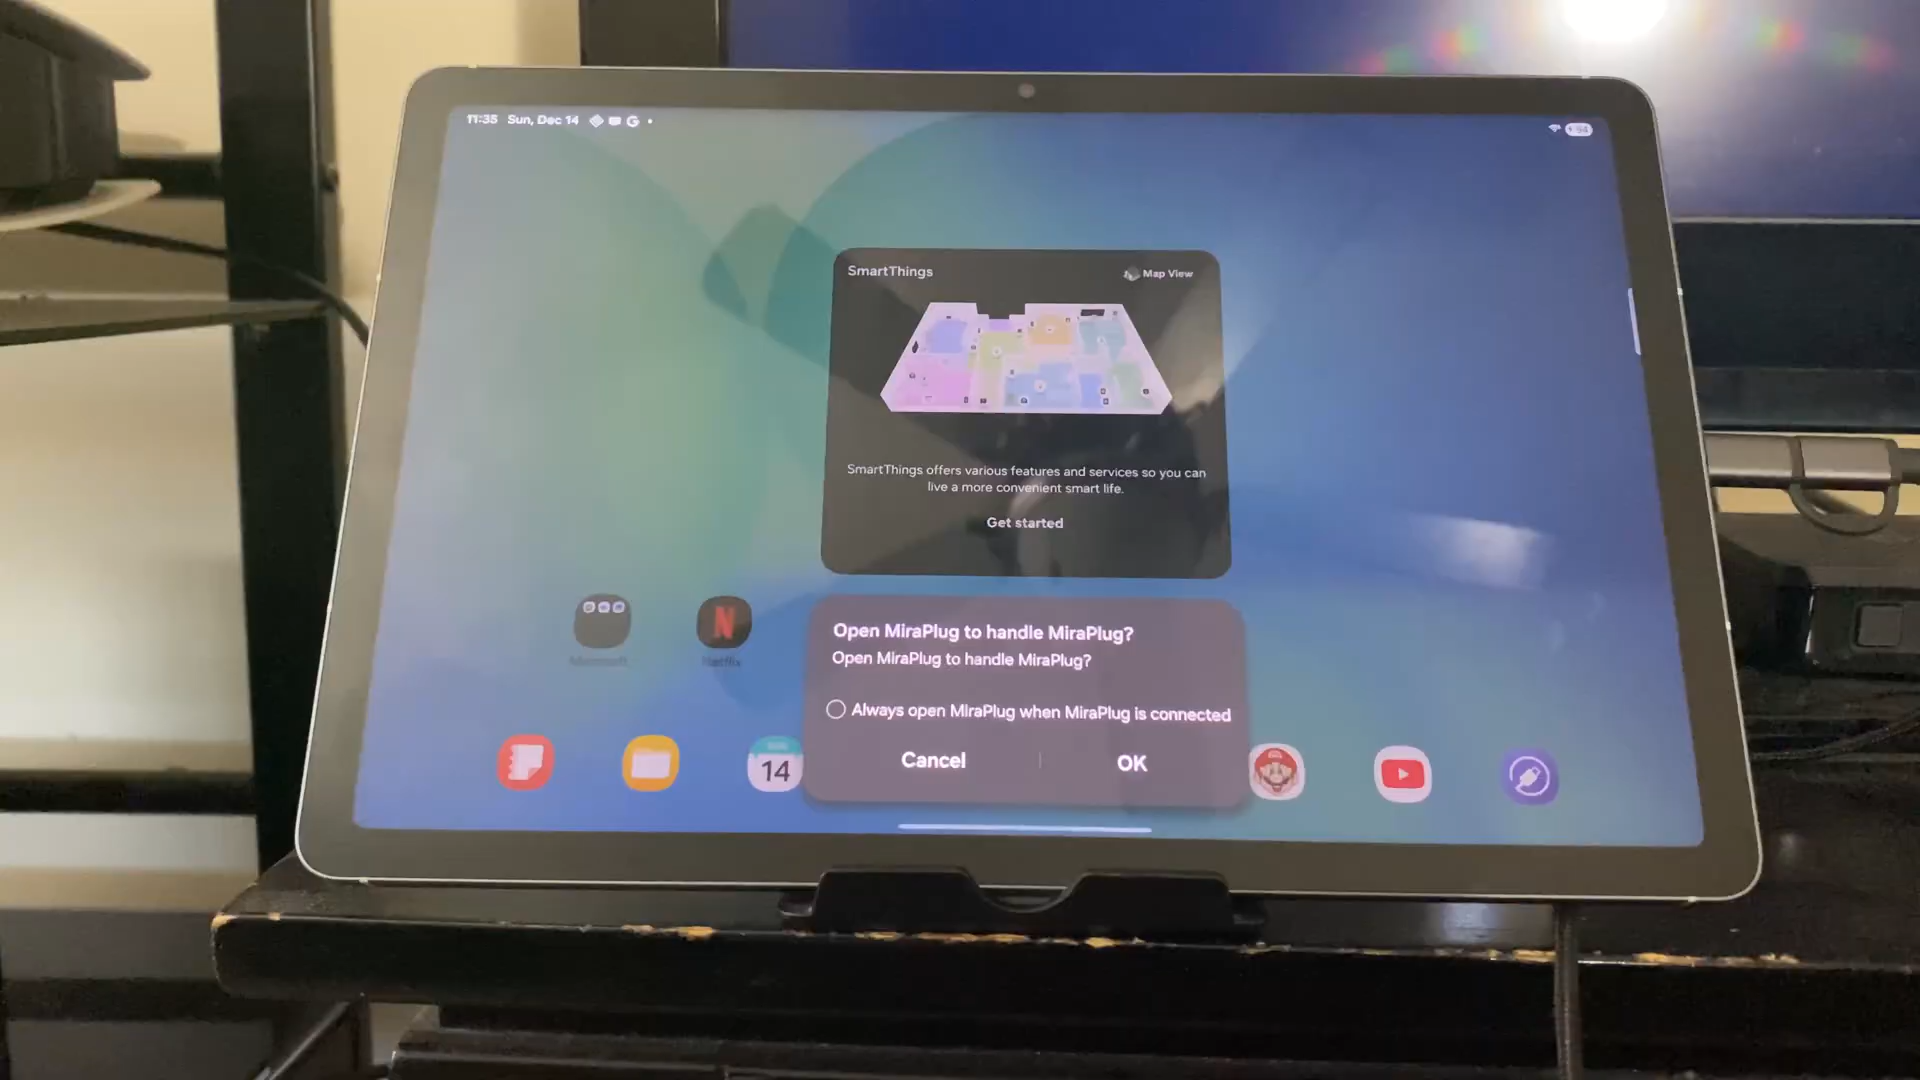 11:35 Sun, Dec 14
SmartThings
Map View
SmartThings offers various features and services so you can
live a more convenient smart life.
Get started
Microsoft
Netflix
N
Open MiraPlug to handle MiraPlug?
Open MiraPlug to handle MiraPlug?
Always open MiraPlug when MiraPlug is connected
Cancel
OK
14